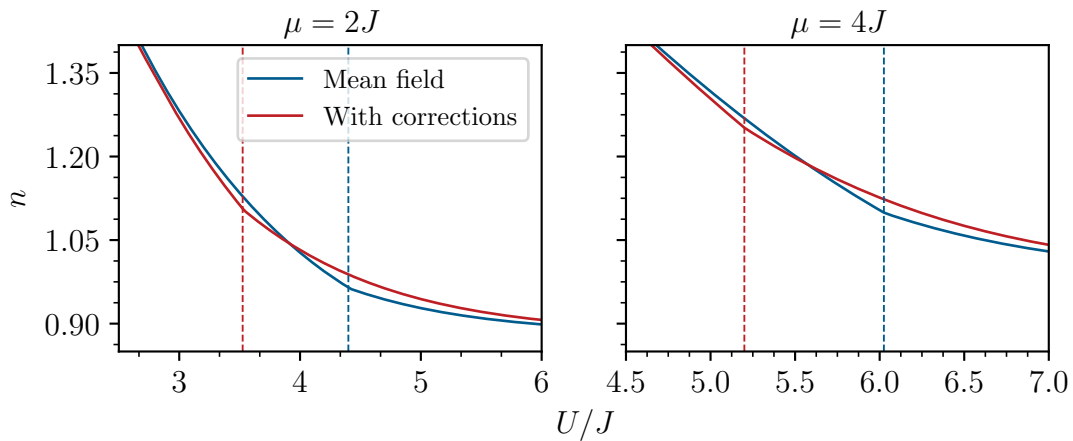 μ = 2J
μ = 4J
n
1.35
1.20
1.05
0.90
Mean field
With corrections
3 4 5 6
4.5 5.0 5.5 6.0 6.5 7.0
U/J